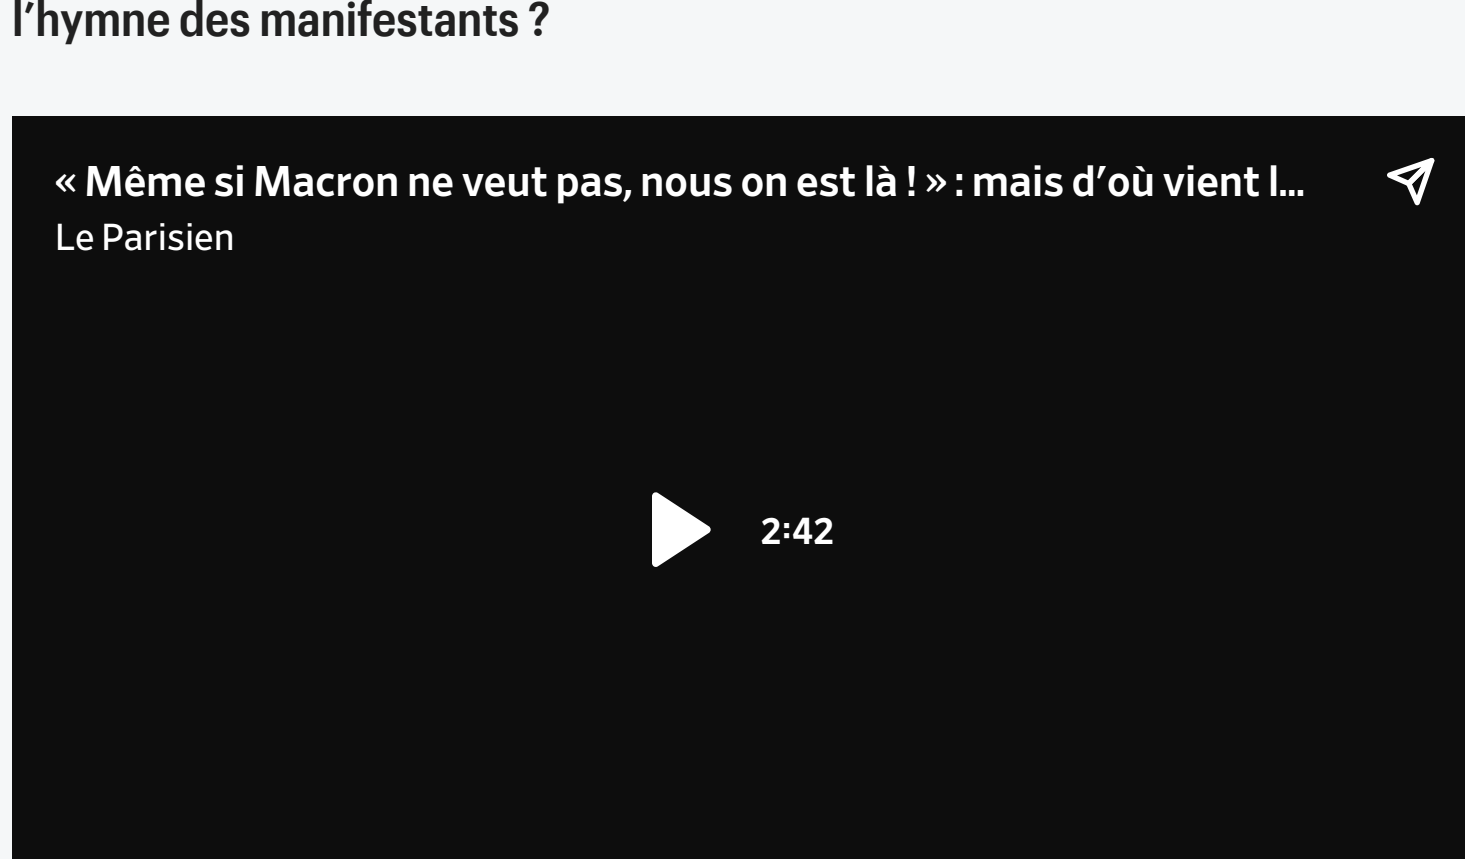 l’hymne des manifestants ?
« Même si Macron ne veut pas, nous on est là ! » : mais d’où vient l...
Le Parisien
2:42